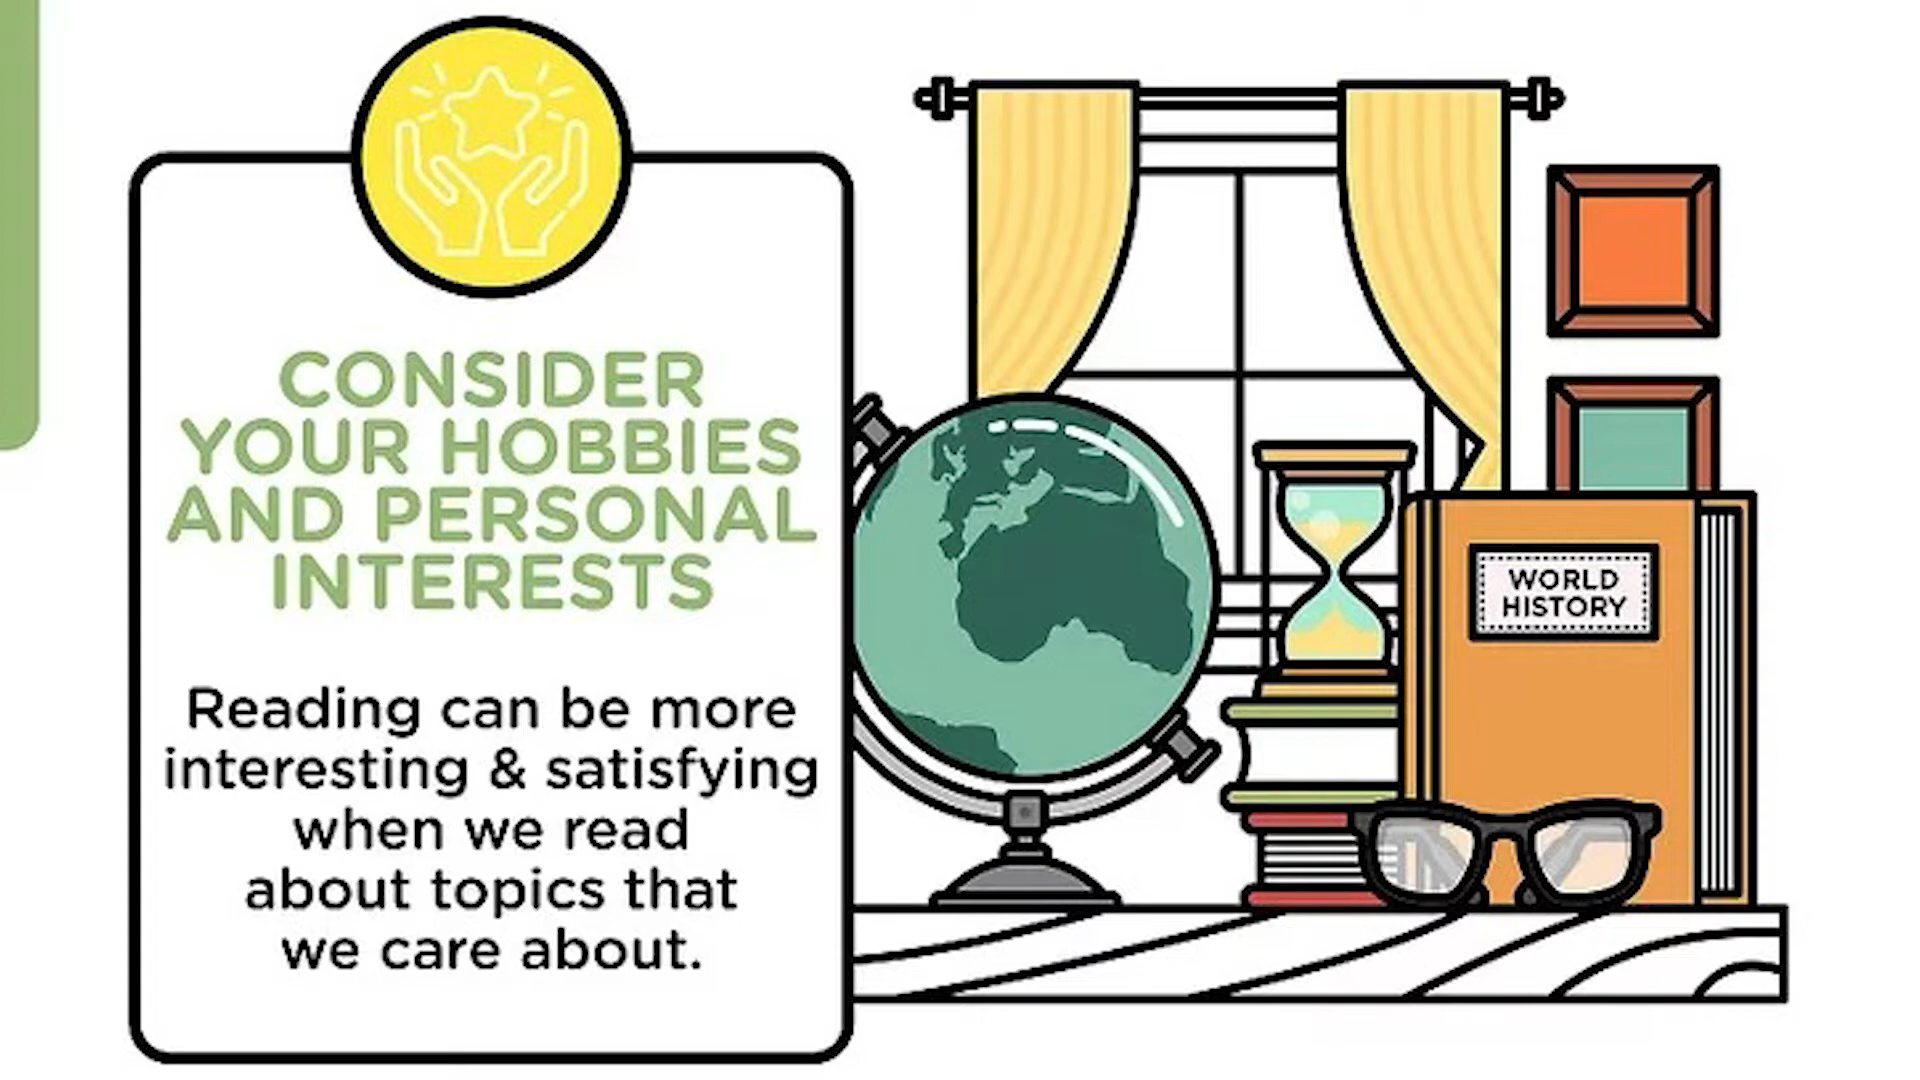 CONSIDER
YOUR HOBBIES
AND PERSONAL
INTERESTS
Reading can be more
interesting & satisfying
when we read
about topics that
we care about.
WORLD
HISTORY